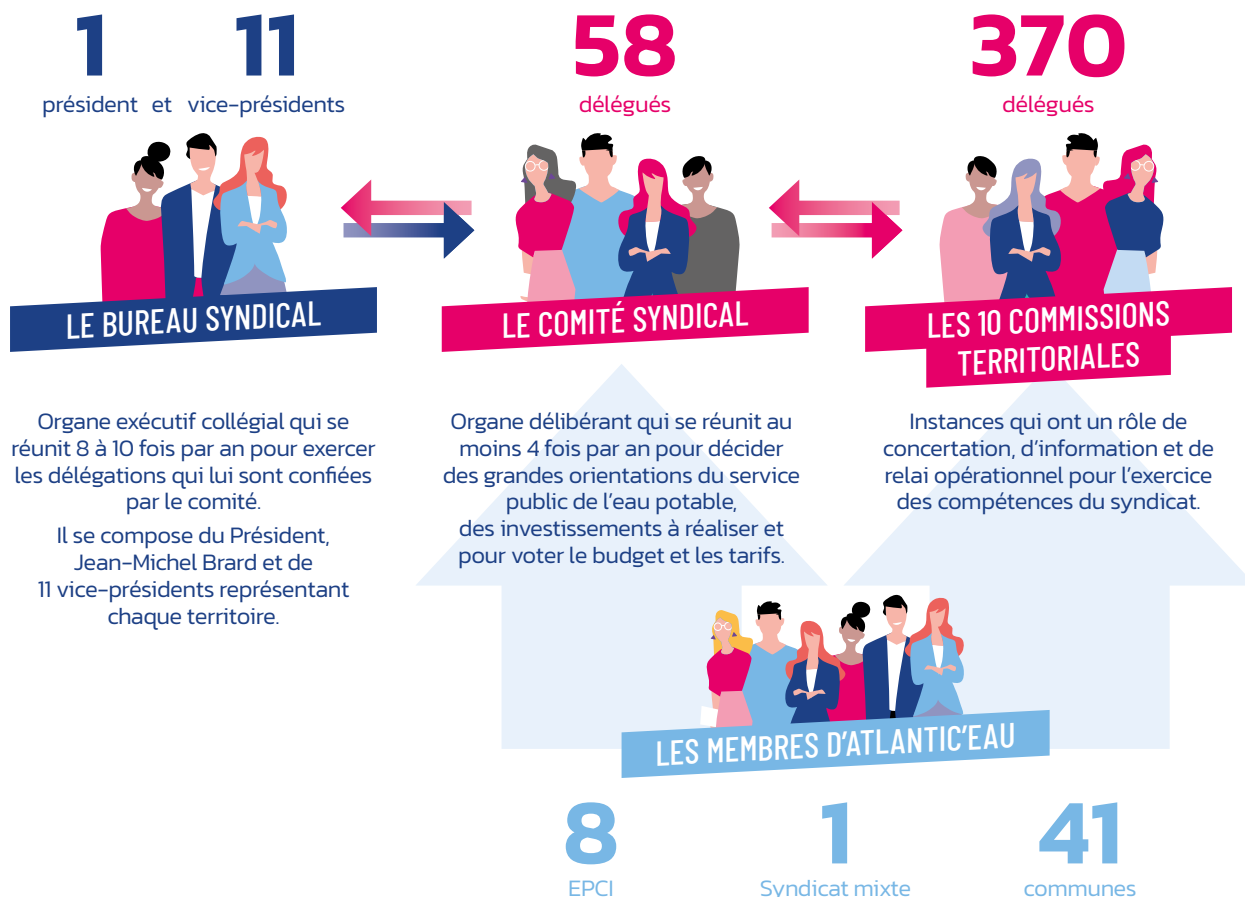 1 11
président et vice-présidents
LE BUREAU SYNDICAL
Organe exécutif collégial qui se
réunit 8 à 10 fois par an pour exercer
les délégations qui lui sont confiées
par le comité.
Il se compose du Président,
Jean-Michel Brard et de
11 vice-présidents représentant
chaque territoire.
58
délégués
LE COMITÉ SYNDICAL
Organe délibérant qui se réunit au
moins 4 fois par an pour décider
des grandes orientations du service
public de l'eau potable,
des investissements à réaliser et
pour voter le budget et les tarifs.
370
délégués
LES 10 COMMISSIONS
TERRITORIALES
Instances qui ont un rôle de
concertation, d'information et de
relai opérationnel pour l'exercice
des compétences du syndicat.
LES MEMBRES D'ATLANTIC'EAU
8
EPCI
1
Syndicat mixte
41
communes